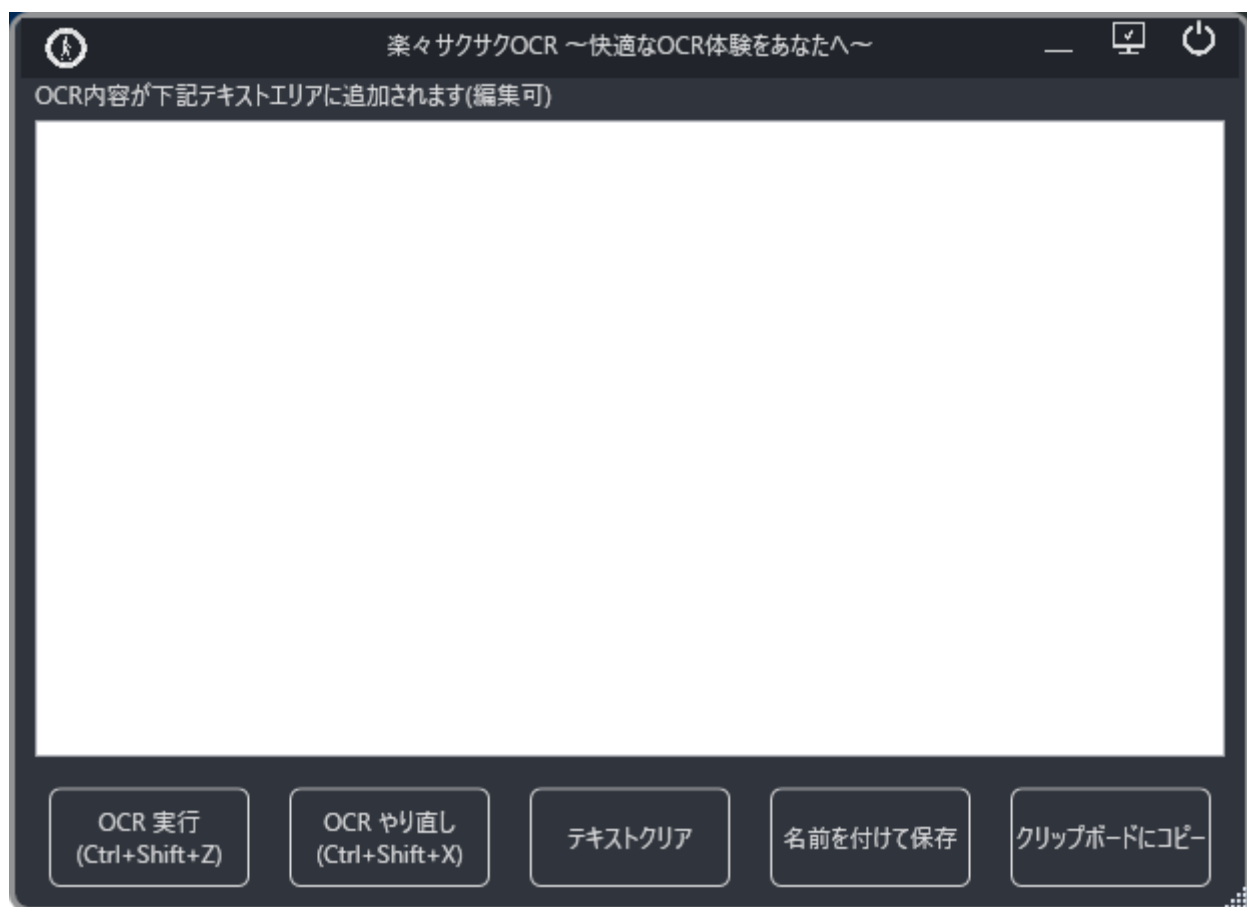 楽々サクサクOCR ～快適なOCR体験をあなたへ～
OCR内容が下記テキストエリアに追加されます(編集可)
OCR 実行
(Ctrl+Shift+Z)
OCR やり直し
(Ctrl+Shift+X)
テキストクリア
名前を付けて保存
クリップボードにコピー